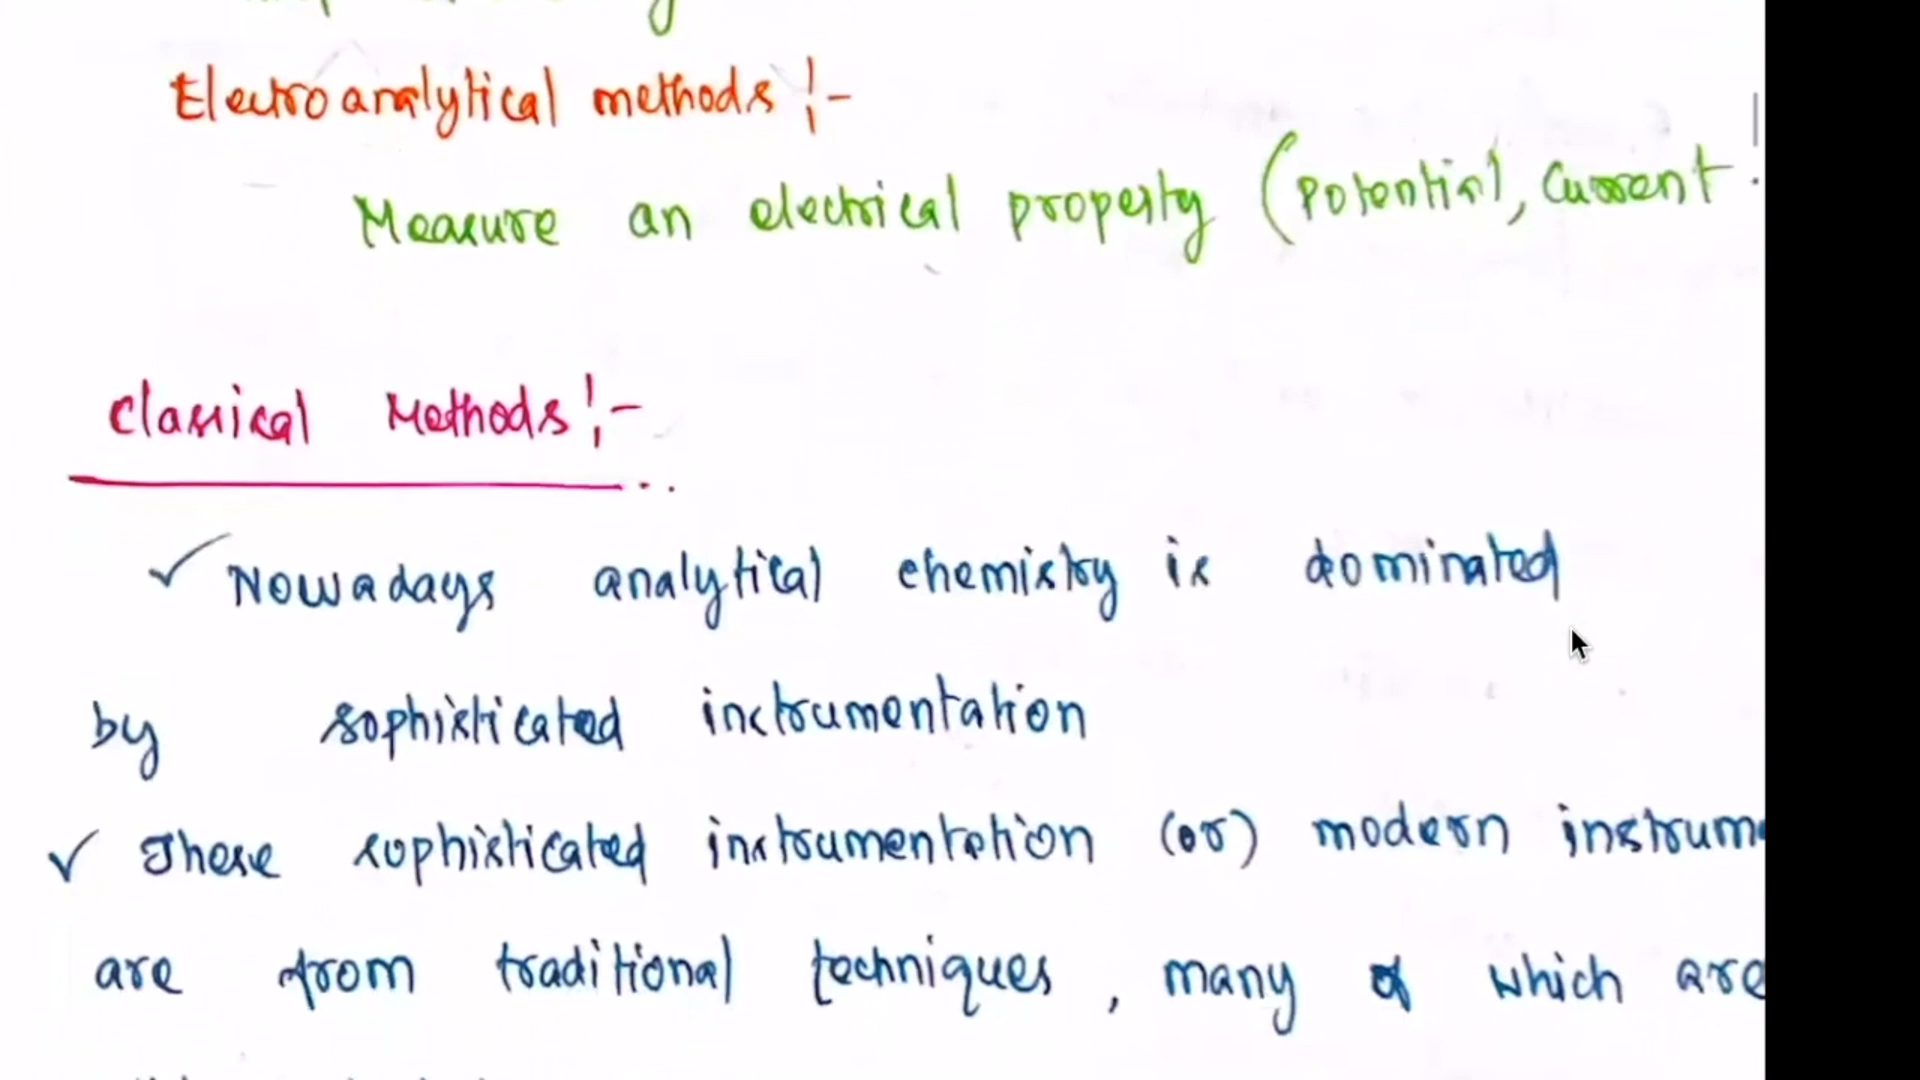 Electroanalytical methods :-
Measure an electrical property (potential, current.
Classical Methods :-
✓ Nowadays analytical chemistry is dominated
by sophisticated instrumentation
✓ These sophisticated instrumentation (or) modern instrum
are from traditional techniques, many of which are